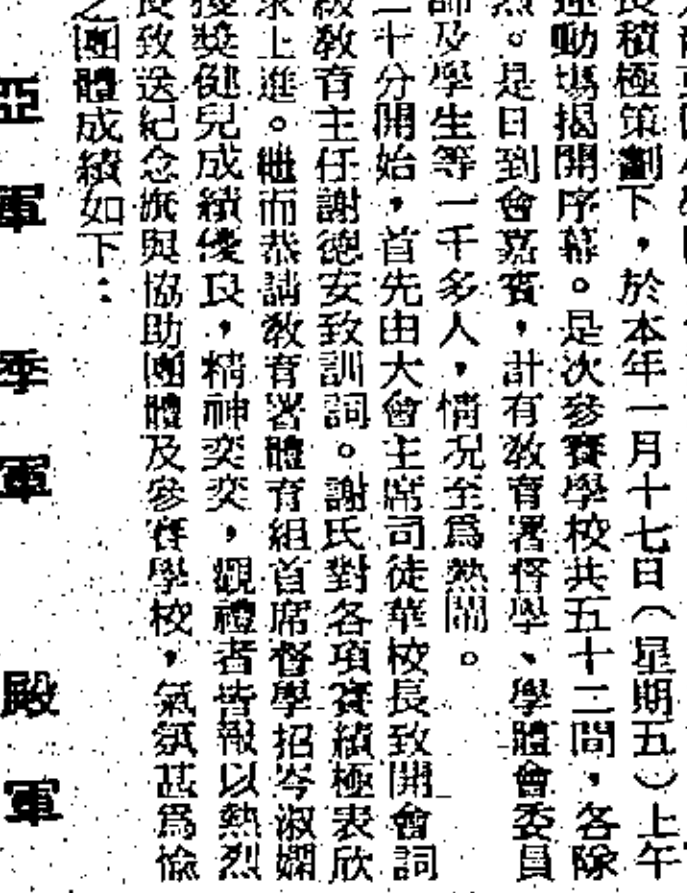 長積極策劃下，於本年一月十七日（星期五）上午
運動場揭開序幕。是次參賽學校共五十二間，各隊
烈。是日到會嘉賓，計有教育署督學、學體會委員
師及學生等一千多人，情況至爲熱鬧。
二十分開始，首先由大會主席司徒華校長致開會詞
級教育主任謝德安致訓詞。謝氏對各項賽績極表欣
求上進。繼而恭請教育署體育組首席督學招岑淑嫻
獲獎健兒成績優良，精神奕奕，觀禮者皆報以熱烈
長致送紀念旗與協助團體及參賽學校，氣氛甚爲愉
之團體成績如下：
亞軍 季軍 殿軍